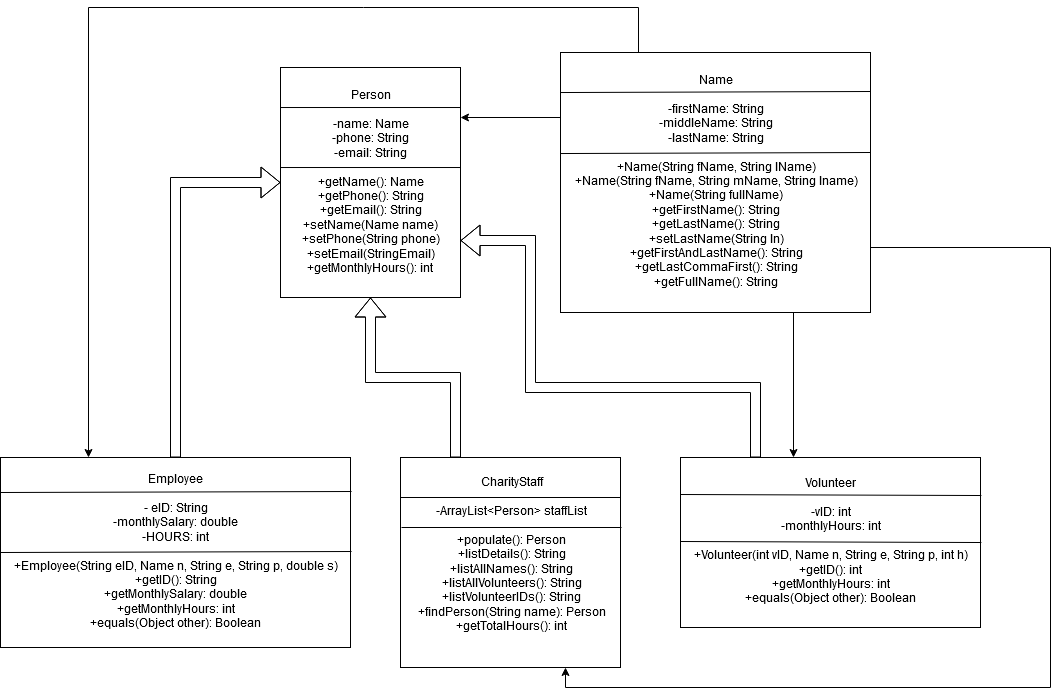 Person
-name: Name
-phone: String
-email: String
+getName(): Name
+getPhone(): String
+getEmail(): String
+setName(Name name)
+setPhone(String phone)
+setEmail(StringEmail)
+getMonthlyHours(): int
Name
-firstName: String
-middleName: String
-lastName: String
+Name(String fName, String lName)
+Name(String fName, String mName, String lname)
+Name(String fullName)
+getFirstName(): String
+getLastName(): String
+setLastName(String ln)
+getFirstAndLastName(): String
+getLastCommaFirst(): String
+getFullName(): String
Employee
- eID: String
-monthlySalary: double
-HOURS: int
+Employee(String eID, Name n, String e, String p, double s)
+getID(): String
+getMonthlySalary: double
+getMonthlyHours: int
+equals(Object other): Boolean
CharityStaff
-ArrayList<Person> staffList
+populate(): Person
+listDetails(): String
+listAllNames(): String
+listAllVolunteers(): String
+listVolunteerIDs(): String
+findPerson(String name): Person
+getTotalHours(): int
Volunteer
-vID: int
-monthlyHours: int
+Volunteer(int vID, Name n, String e, String p, int h)
+getID(): int
+getMonthlyHours: int
+equals(Object other): Boolean